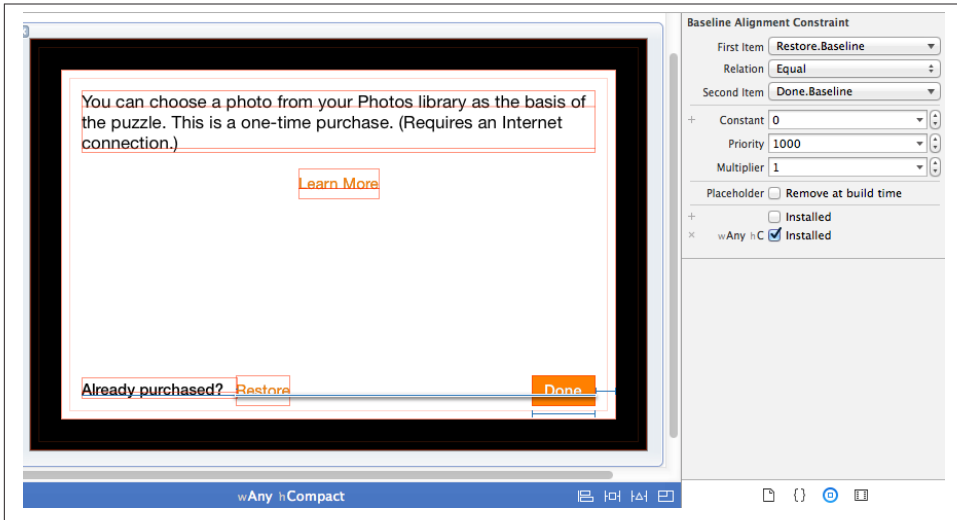 You can choose a photo from your Photos library as the basis of
the puzzle. This is a one-time purchase. (Requires an Internet
connection.)
Learn More
Already purchased? Restore
Done
wAny hCompact
Baseline Alignment Constraint
First Item Restore.Baseline
Relation Equal
Second Item Done.Baseline
+ Constant 0
Priority 1000
Multiplier 1
Placeholder Remove at build time
+ Installed
× wAny hC Installed
{}